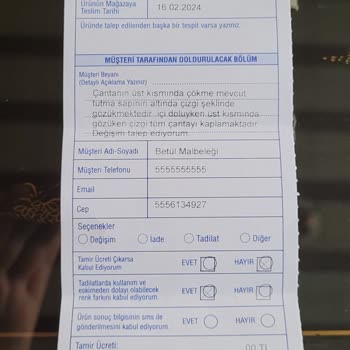 Ürünün Mağazaya
Teslim Tarihi 16.02.2024
Üründe talep edilenden başka bir tespit varsa yazınız.
MÜŞTERİ TARAFINDAN DOLDURULACAK BÖLÜM
Müşteri Beyanı
(Detaylı Açıklama Yazınız)
Çantanın üst kısmında çökme mevcut
tutma sapının altında çizgi şeklinde
gözükmektedir. içi doluyken üst kısmında
gözüken çizgi tüm çantayı kaplamaktadır.
Değişim talep ediyorum.
Müşteri Adı-Soyadı Betül Malbeleği
Müşteri Telefonu 5555555555
Email
Cep 5556134927
Seçenekler
Değişim İade Tadilat Diğer
Tamir Ücreti Çıkarsa
Kabul Ediyorum EVET HAYIR
Tadilatlarda kullanım ve
eskimeden dolayı olabilecek
renk farkını kabul ediyorum. EVET HAYIR
Ürün sonuç bilgisinin sms ile
gönderilmesini kabul ediyorum. EVET HAYIR
Tamir Ücreti: 00 TL